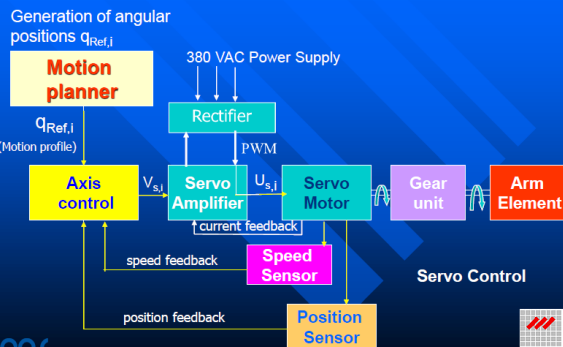 Generation of angular
positions qRef,i
380 VAC Power Supply
Motion
planner
Rectifier
qRef,i
(Motion profile)
PWM
Axis
control
Vs,i
Servo
Amplifier
Us,i
Servo
Motor
Gear
unit
Arm
Element
current feedback
speed feedback
Speed
Sensor
Servo Control
position feedback
Position
Sensor